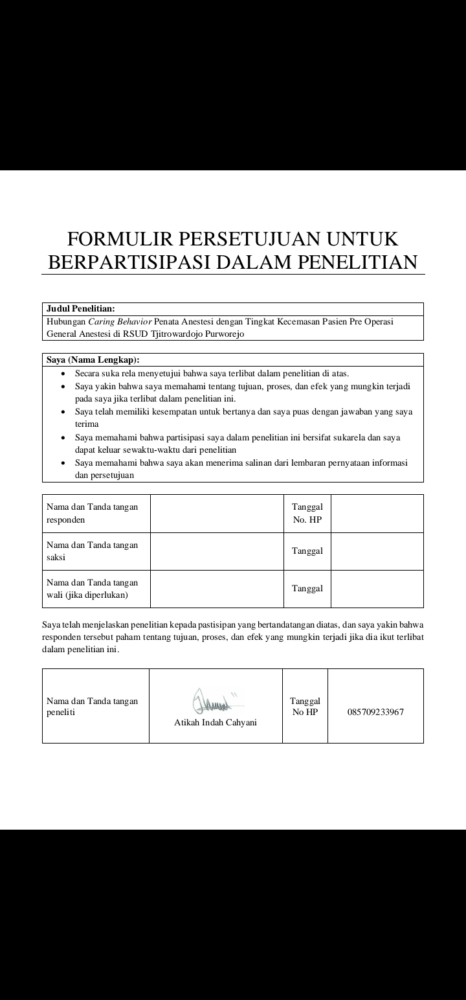 FORMULIR PERSETUJUAN UNTUK
BERPARTISIPASI DALAM PENELITIAN
Judul Penelitian:
Hubungan Caring Behavior Penata Anestesi dengan Tingkat Kecemasan Pasien Pre Operasi
General Anestesi di RSUD Tjitrowardojo Purworejo
Saya (Nama Lengkap):
• Secara suka rela menyetujui bahwa saya terlibat dalam penelitian di atas.
• Saya yakin bahwa saya memahami tentang tujuan, proses, dan efek yang mungkin terjadi
pada saya jika terlibat dalam penelitian ini.
• Saya telah memiliki kesempatan untuk bertanya dan saya puas dengan jawaban yang saya
terima
• Saya memahami bahwa partisipasi saya dalam penelitian ini bersifat sukarela dan saya
dapat keluar sewaktu-waktu dari penelitian
• Saya memahami bahwa saya akan menerima salinan dari lembaran pernyataan informasi
dan persetujuan
Nama dan Tanda tangan
responden
Tanggal
No. HP
Nama dan Tanda tangan
saksi
Tanggal
Nama dan Tanda tangan
wali (jika diperlukan)
Tanggal
Saya telah menjelaskan penelitian kepada pastisipan yang bertandatangan diatas, dan saya yakin bahwa
responden tersebut paham tentang tujuan, proses, dan efek yang mungkin terjadi jika dia ikut terlibat
dalam penelitian ini.
Nama dan Tanda tangan
peneliti
Atikah Indah Cahyani
Tanggal
No HP
085709233967